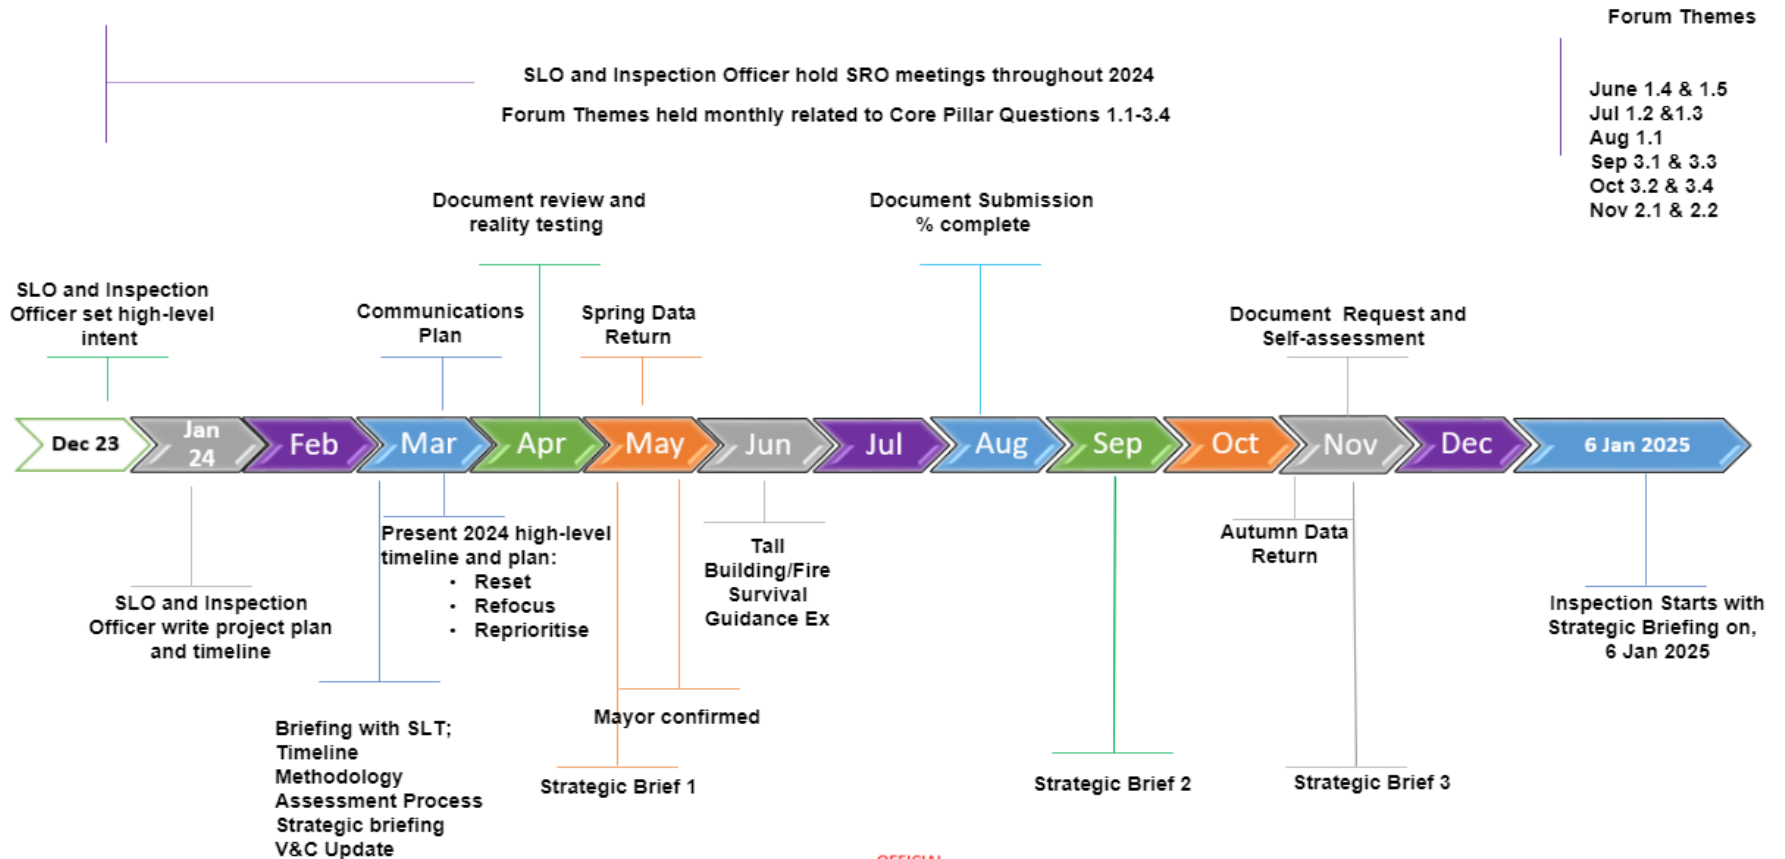 Forum Themes
SLO and Inspection Officer hold SRO meetings throughout 2024
Forum Themes held monthly related to Core Pillar Questions 1.1-3.4
June 1.4 & 1.5
Jul 1.2 &1.3
Aug 1.1
Sep 3.1 & 3.3
Oct 3.2 & 3.4
Nov 2.1 & 2.2
Document review and
reality testing
Document Submission
% complete
SLO and Inspection
Officer set high-level
intent
Communications
Plan
Spring Data
Return
Document Request and
Self-assessment
Dec 23
Jan
24
Feb
Mar
Apr
May
Jun
Jul
Aug
Sep
Oct
Nov
Dec
6 Jan 2025
SLO and Inspection
Officer write project plan
and timeline
Present 2024 high-level
timeline and plan:
• Reset
• Refocus
• Reprioritise
Tall
Building/Fire
Survival
Guidance Ex
Autumn Data
Return
Inspection Starts with
Strategic Briefing on,
6 Jan 2025
Briefing with SLT;
Timeline
Methodology
Assessment Process
Strategic briefing
V&C Update
Mayor confirmed
Strategic Brief 1
Strategic Brief 2
Strategic Brief 3
OFFICIAL